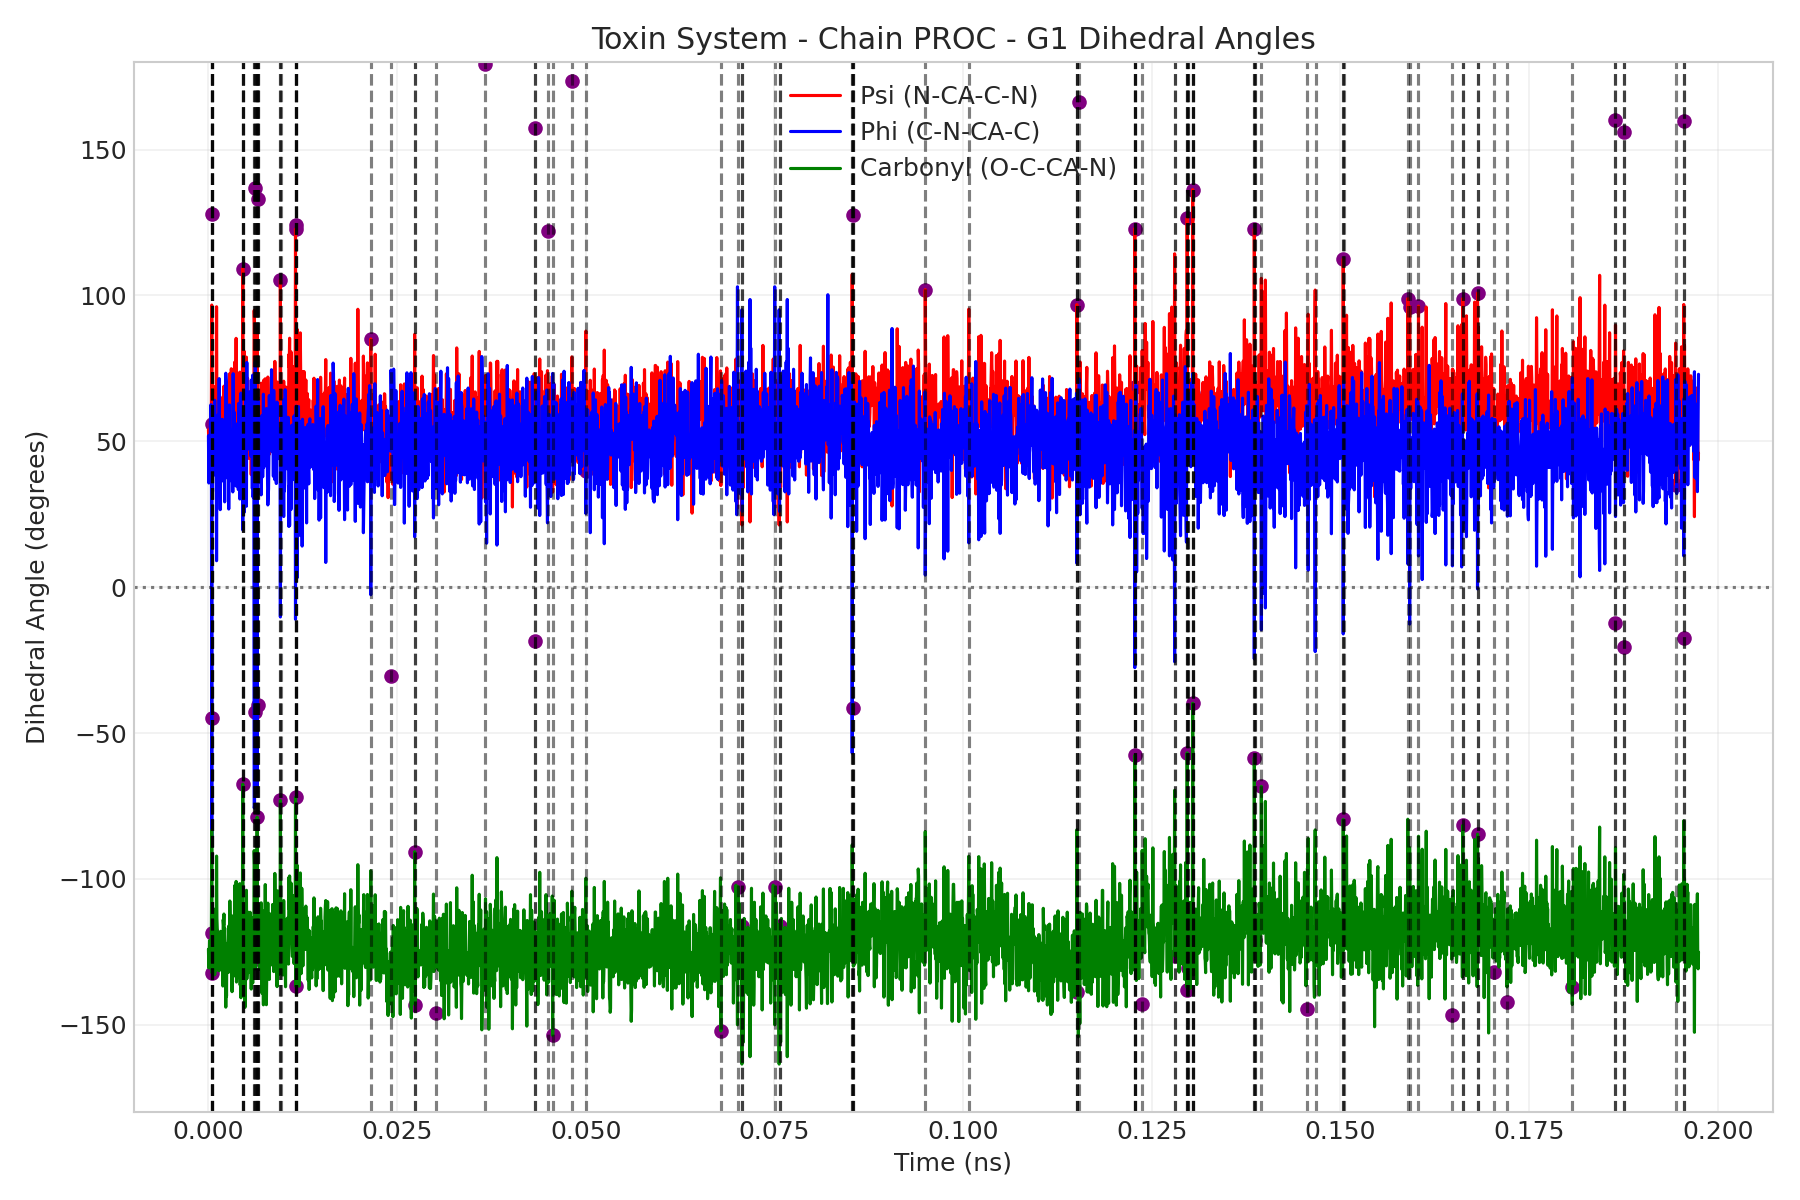 Toxin System - Chain PROC - G1 Dihedral Angles
Psi (N-CA-C-N)
Phi (C-N-CA-C)
Carbonyl (O-C-CA-N)
Dihedral Angle (degrees)
150
100
50
0
−50
−100
−150
0.000 0.025 0.050 0.075 0.100 0.125 0.150 0.175 0.200
Time (ns)